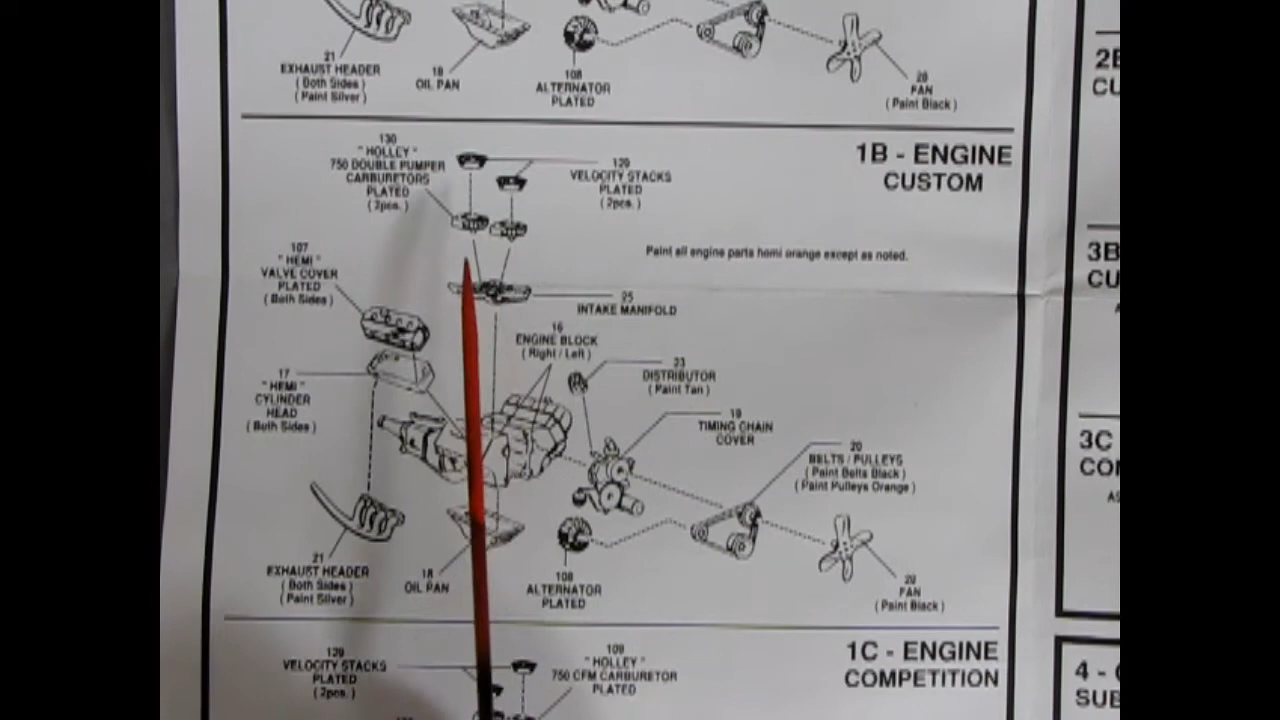 21
EXHAUST HEADER
( Both Sides )
( Paint Silver )
18
OIL PAN
108
ALTERNATOR
PLATED
28
FAN
( Paint Black )
1B - ENGINE
CUSTOM
130
" HOLLEY "
750 DOUBLE PUMPER
CARBURETORS
PLATED
( 2pcs. )
129
VELOCITY STACKS
PLATED
( 2pcs. )
Paint all engine parts hemi orange except as noted.
107
" HEMI "
VALVE COVER
PLATED
( Both Sides )
25
INTAKE MANIFOLD
16
ENGINE BLOCK
( Right / Left )
23
DISTRIBUTOR
( Paint Tan )
17
" HEMI "
CYLINDER
HEAD
( Both Sides )
19
TIMING CHAIN
COVER
20
BELTS / PULLEYS
( Paint Belts Black )
( Paint Pulleys Orange )
21
EXHAUST HEADER
( Both Sides )
( Paint Silver )
18
OIL PAN
108
ALTERNATOR
PLATED
28
FAN
( Paint Black )
1C - ENGINE
COMPETITION
129
VELOCITY STACKS
PLATED
( 2pcs. )
109
" HOLLEY "
750 CFM CARBURETOR
PLATED
3B
CU
3C
4 -
SUB